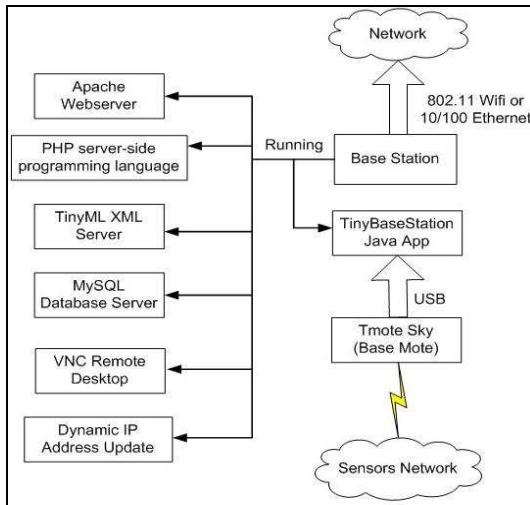 Network
802.11 Wifi or
10/100 Ethernet
Apache
Webserver
PHP server-side
programming language
Running
Base Station
TinyML XML
Server
TinyBaseStation
Java App
MySQL
Database Server
USB
Tmote Sky
(Base Mote)
VNC Remote
Desktop
Dynamic IP
Address Update
Sensors Network